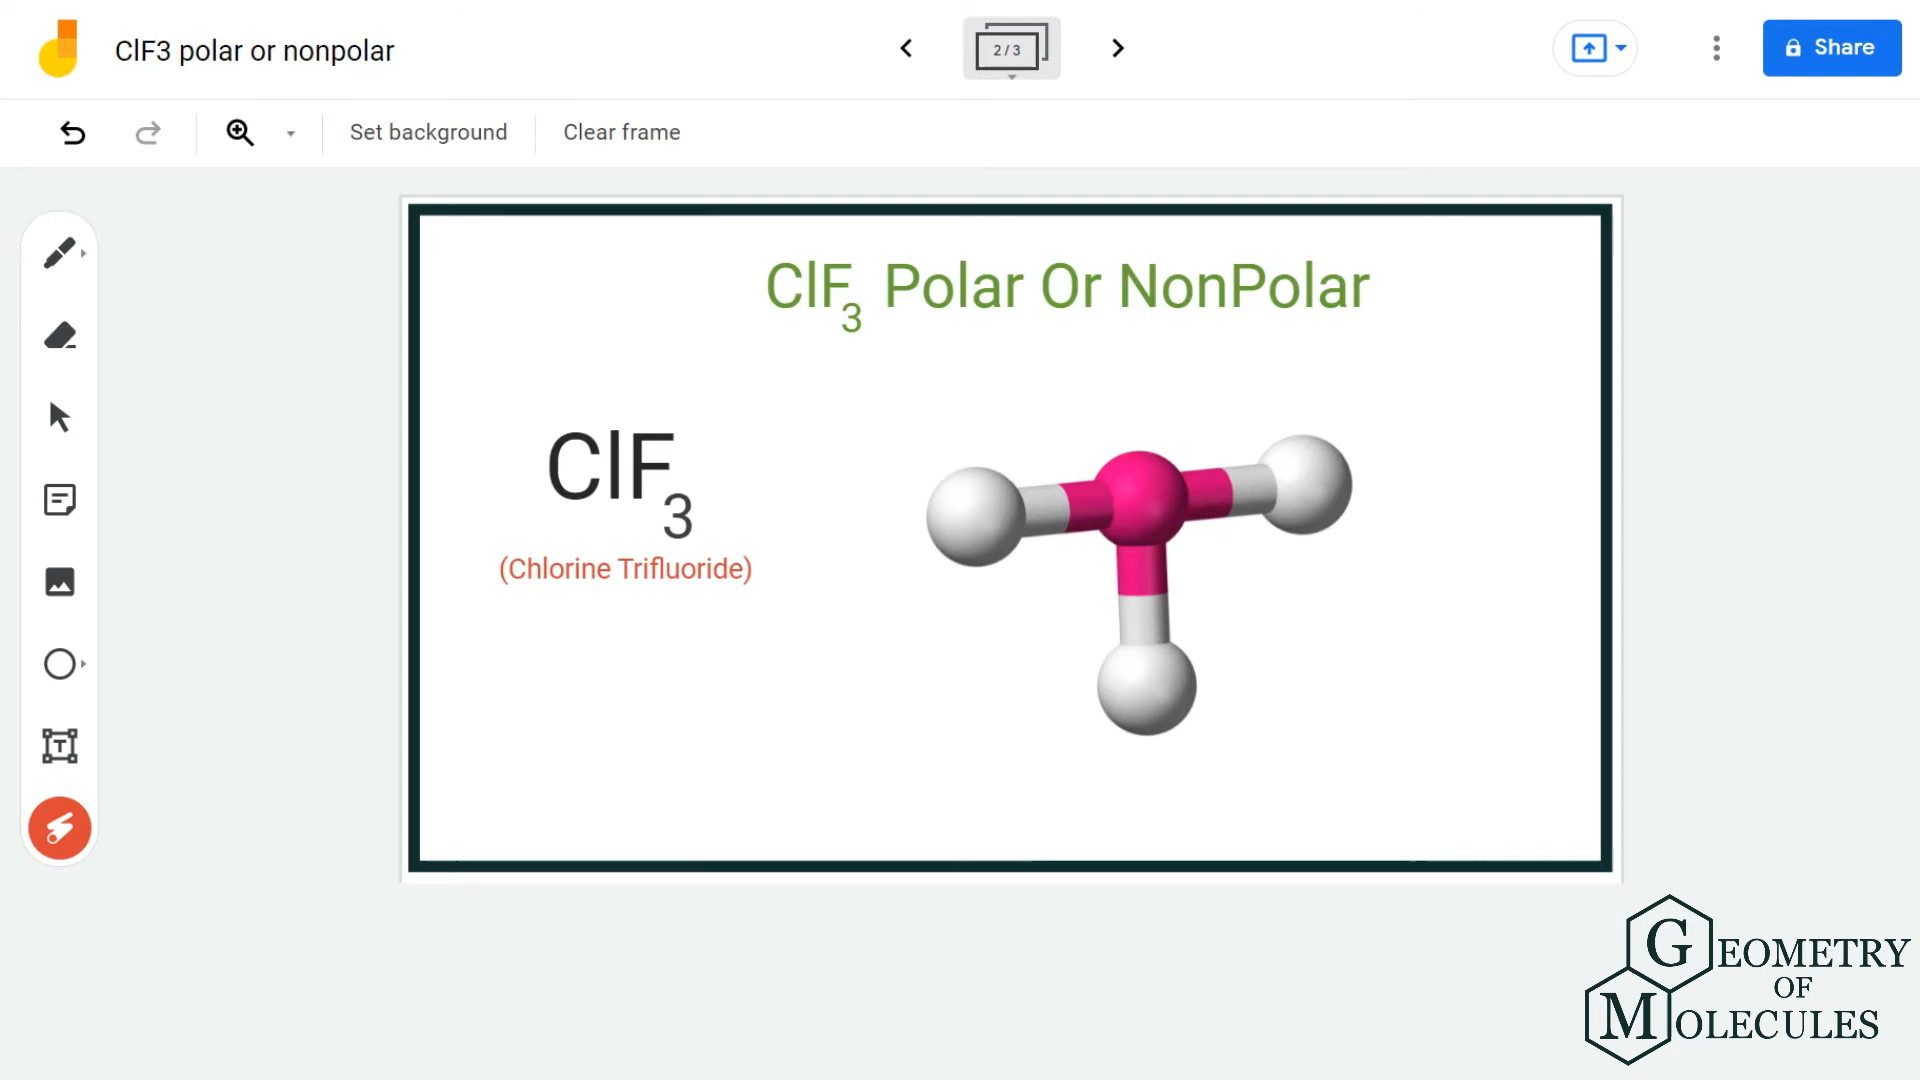 ClF3 polar or nonpolar
2 / 3
Share
Set background
Clear frame
ClF3 Polar Or NonPolar
ClF3
(Chlorine Trifluoride)
T
GEOMETRY
OF
MOLECULES